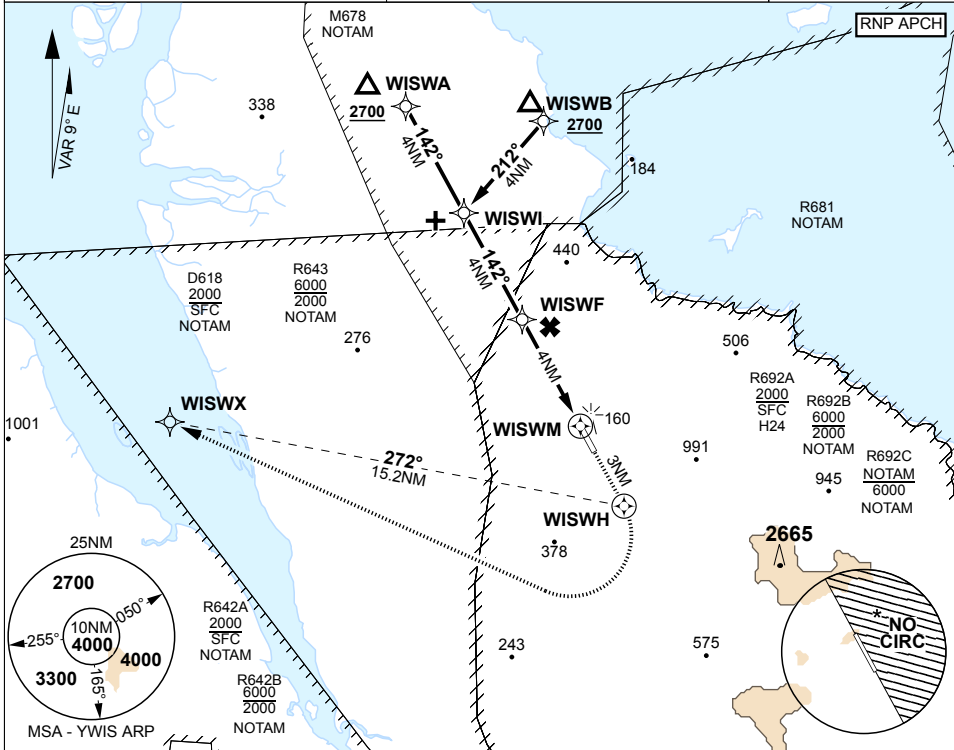 M678
NOTAM
RNP APCH
VAR 9° E
338
WISWA
2700
WISWB
2700
142°
4NM
212°
4NM
184
WISWI
R681
NOTAM
440
142°
4NM
D618
2000
SFC
NOTAM
R643
6000
2000
NOTAM
276
WISWF
506
4NM
R692A
2000
SFC
H24
R692B
6000
2000
NOTAM
R692C
NOTAM
6000
NOTAM
WISWX
1001
WISWM
160
991
945
272°
15.2NM
3NM
WISWH
378
2665
25NM
2700
050°
10NM
4000
255°
4000
3300
165°
MSA - YWIS ARP
R642A
2000
SFC
NOTAM
R642B
6000
2000
NOTAM
243
575
* NO
CIRC